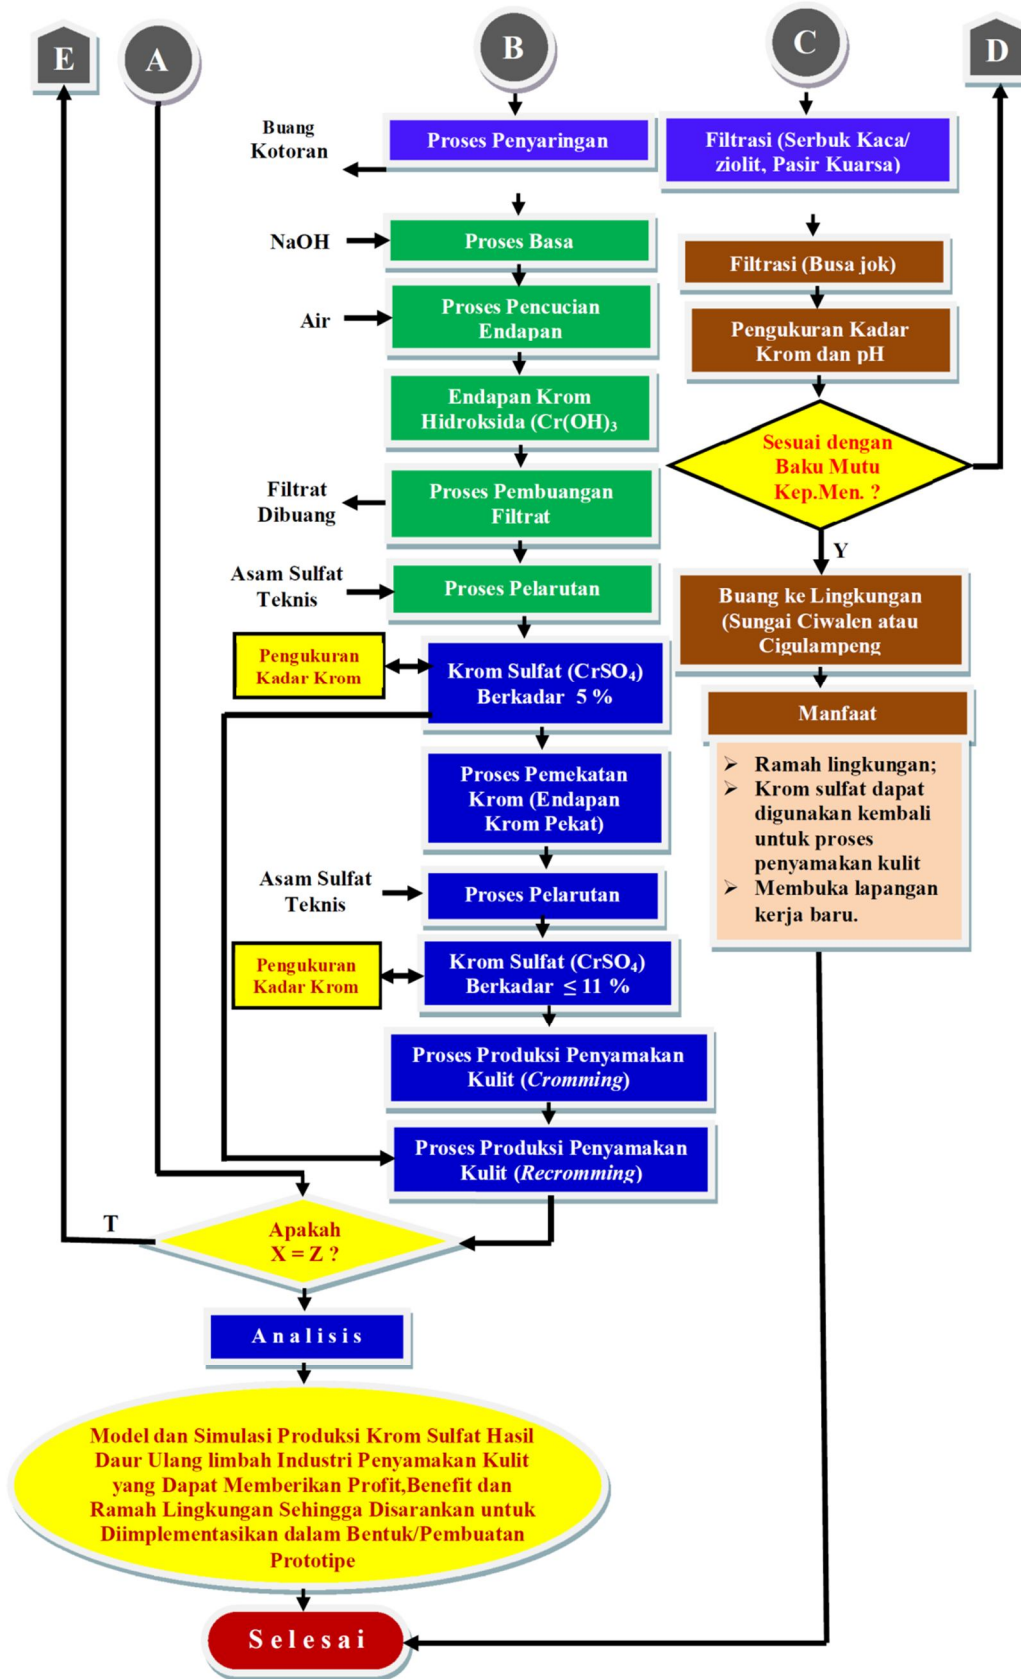 E
A
B
C
D
Buang
Kotoran
Proses Penyaringan
NaOH
Proses Basa
Air
Proses Pencucian
Endapan
Endapan Krom
Hidroksida (Cr(OH)₃
Filtrat
Dibuang
Proses Pembuangan
Filtrat
Asam Sulfat
Teknis
Proses Pelarutan
Pengukuran
Kadar Krom
Krom Sulfat (CrSO₄)
Berkadar 5 %
Proses Pemekatan
Krom (Endapan
Krom Pekat)
Asam Sulfat
Teknis
Proses Pelarutan
Pengukuran
Kadar Krom
Krom Sulfat (CrSO₄)
Berkadar ≤ 11 %
Proses Produksi Penyamakan
Kulit (Cromming)
Proses Produksi Penyamakan
Kulit (Recromming)
Filtrasi (Serbuk Kaca/
ziolit, Pasir Kuarsa)
Filtrasi (Busa jok)
Pengukuran Kadar
Krom dan pH
Sesuai dengan
Baku Mutu
Kep.Men. ?
Y
Buang ke Lingkungan
(Sungai Ciwalen atau
Cigulampeng
Manfaat
➢ Ramah lingkungan;
➢ Krom sulfat dapat
digunakan kembali
untuk proses
penyamakan kulit
➢ Membuka lapangan
kerja baru.
T
Apakah
X = Z ?
Analisis
Model dan Simulasi Produksi Krom Sulfat Hasil
Daur Ulang limbah Industri Penyamakan Kulit
yang Dapat Memberikan Profit,Benefit dan
Ramah Lingkungan Sehingga Disarankan untuk
Diimplementasikan dalam Bentuk/Pembuatan
Prototipe
Selesai